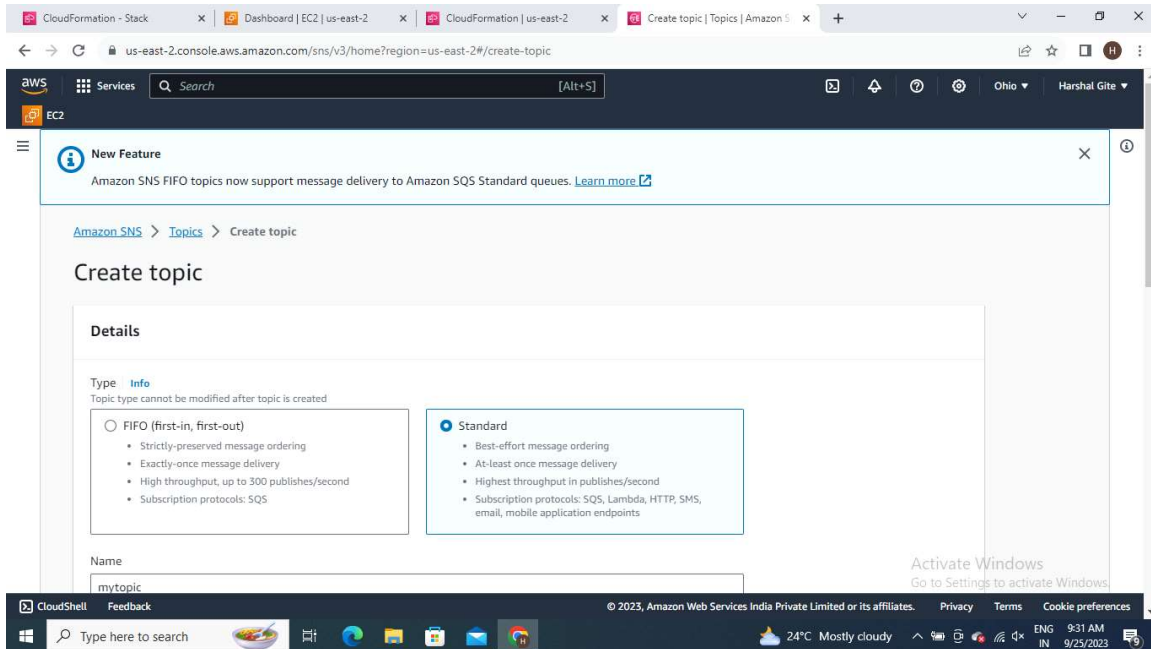 CloudFormation - Stack
Dashboard | EC2 | us-east-2
CloudFormation | us-east-2
Create topic | Topics | Amazon S
us-east-2.console.aws.amazon.com/sns/v3/home?region=us-east-2#/create-topic
H
aws
Services
Search
[Alt+S]
Ohio
Harshal Gite
EC2
New Feature
Amazon SNS FIFO topics now support message delivery to Amazon SQS Standard queues. Learn more
Amazon SNS > Topics > Create topic
Create topic
Details
Type Info
Topic type cannot be modified after topic is created
FIFO (first-in, first-out)
• Strictly-preserved message ordering
• Exactly-once message delivery
• High throughput, up to 300 publishes/second
• Subscription protocols: SQS
Standard
• Best-effort message ordering
• At-least once message delivery
• Highest throughput in publishes/second
• Subscription protocols: SQS, Lambda, HTTP, SMS,
email, mobile application endpoints
Name
mytopic
Activate Windows
Go to Settings to activate Windows.
CloudShell
Feedback
© 2023, Amazon Web Services India Private Limited or its affiliates.
Privacy
Terms
Cookie preferences
Type here to search
H
24°C Mostly cloudy
ENG
IN
9:31 AM
9/25/2023
9